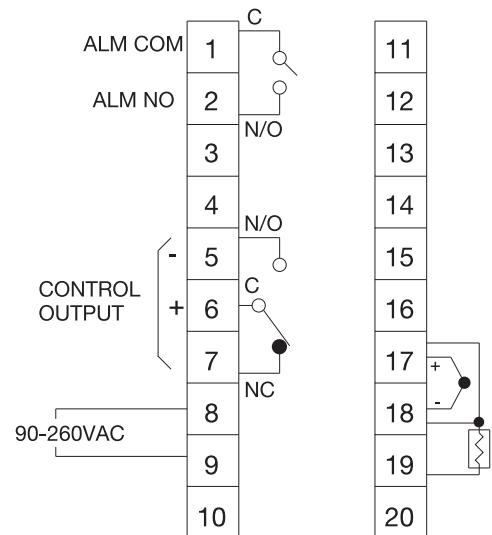 C
ALM COM 1 11
ALM NO 2 12
N/O
3 13
4 14
N/O
- 5 15
C
CONTROL OUTPUT + 6 16
7 17 +
NC
8 18 -
90-260VAC
9 19
10 20